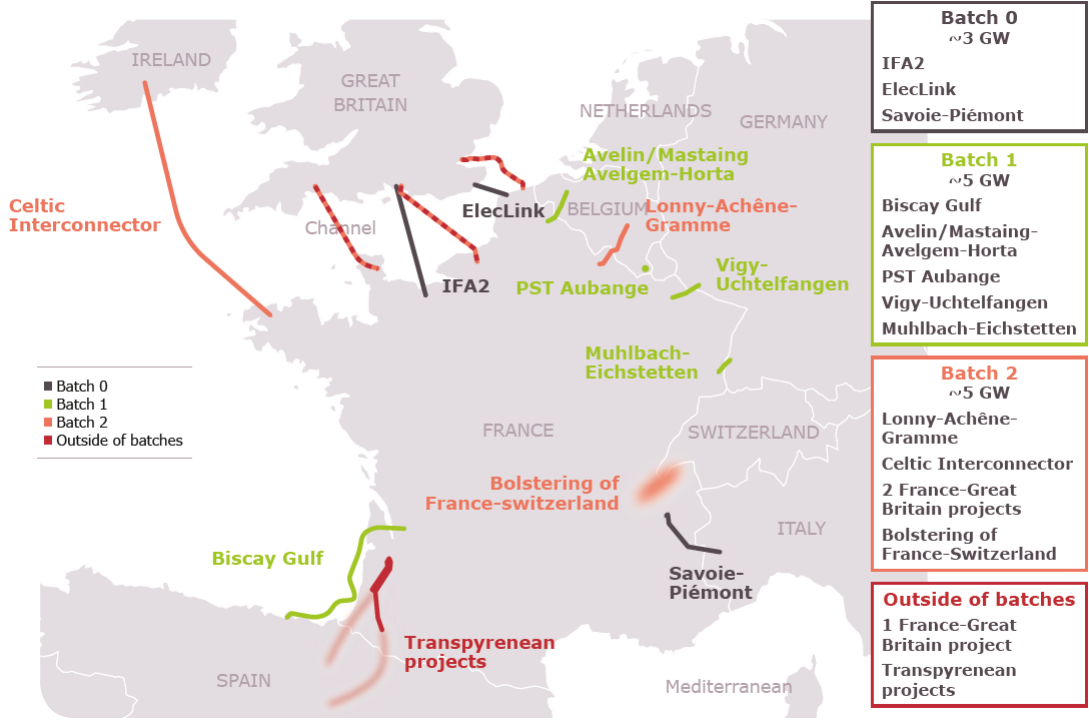 IRELAND
GREAT
BRITAIN
NETHERLANDS
GERMANY
Avelin/Mastaing
Avelgem-Horta
Celtic
Interconnector
Channel
ElecLink
BELGIUM
Lonny-Achêne-
Gramme
IFA2
PST Aubange
Vigy-
Uchtelfangen
Muhlbach-
Eichstetten
Batch 0
Batch 1
Batch 2
Outside of batches
FRANCE
SWITZERLAND
Bolstering of
France-switzerland
ITALY
Biscay Gulf
Savoie-
Piémont
Transpyrenean
projects
SPAIN
Mediterranean
Batch 0
~3 GW
IFA2
ElecLink
Savoie-Piémont
Batch 1
~5 GW
Biscay Gulf
Avelin/Mastaing-
Avelgem-Horta
PST Aubange
Vigy-Uchtelfangen
Muhlbach-Eichstetten
Batch 2
~5 GW
Lonny-Achêne-
Gramme
Celtic Interconnector
2 France-Great
Britain projects
Bolstering of
France-Switzerland
Outside of batches
1 France-Great
Britain project
Transpyrenean
projects